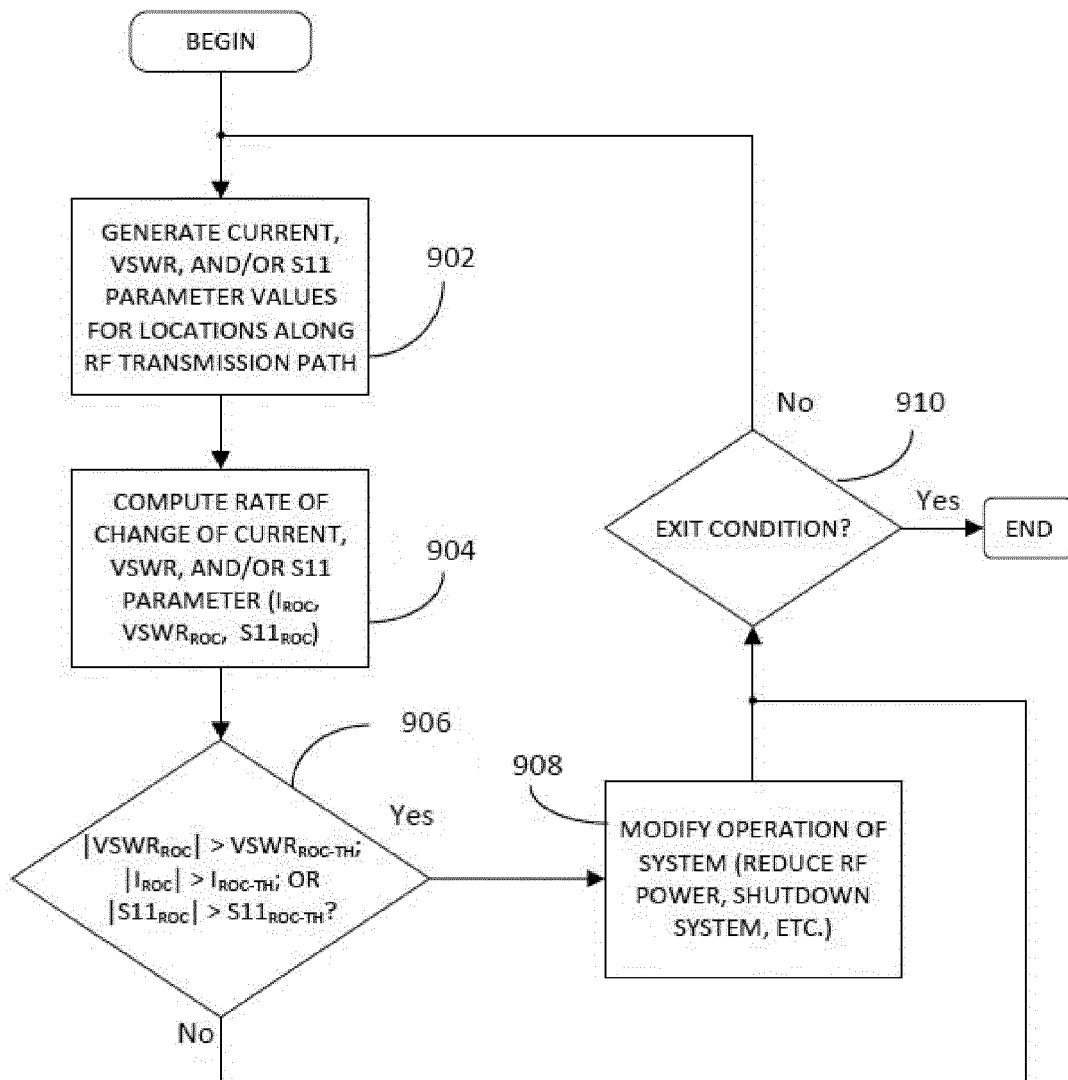 BEGIN
GENERATE CURRENT,
VSWR, AND/OR S11
PARAMETER VALUES
FOR LOCATIONS ALONG
RF TRANSMISSION PATH
902
COMPUTE RATE OF
CHANGE OF CURRENT,
VSWR, AND/OR S11
PARAMETER (IROC,
VSWRROC, S11ROC)
904
906
|VSWRROC| > VSWRROC-TH;
|IROC| > IROC-TH; OR
|S11ROC| > S11ROC-TH?
Yes
No
908
MODIFY OPERATION OF
SYSTEM (REDUCE RF
POWER, SHUTDOWN
SYSTEM, ETC.)
No
910
EXIT CONDITION?
Yes
END